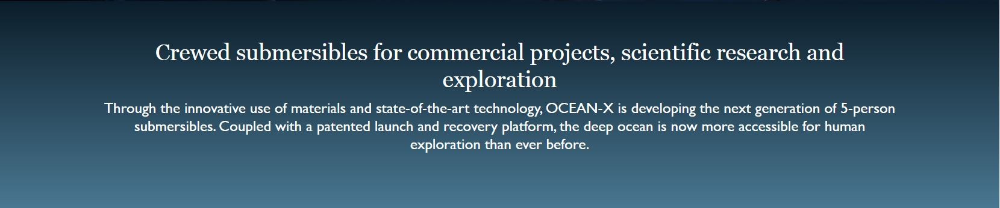 Crewed submersibles for commercial projects, scientific research and
exploration
Through the innovative use of materials and state-of-the-art technology, OCEAN-X is developing the next generation of 5-person
submersibles. Coupled with a patented launch and recovery platform, the deep ocean is now more accessible for human
exploration than ever before.